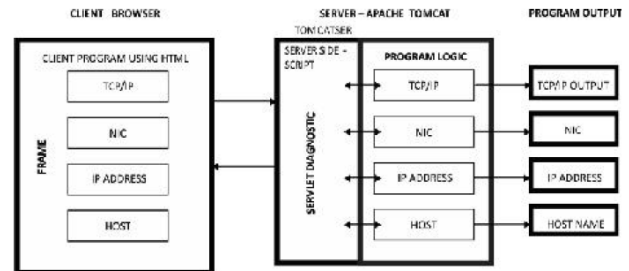 CLIENT BROWSER
SERVER – APACHE TOMCAT
PROGRAM OUTPUT
TOMCATSER
CLIENT PROGRAM USING HTML
FRAME
TCP/IP
NIC
IP ADDRESS
HOST
SERVER SIDE –
SCRIPT
SERVLET DIAGNOSTIC
PROGRAM LOGIC
TCP/IP
NIC
IP ADDRESS
HOST
TCP/IP OUTPUT
NIC
IP ADDRESS
HOST NAME